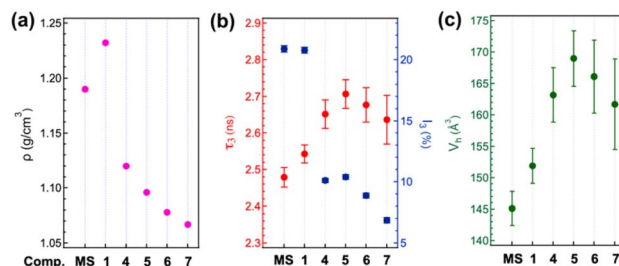 (a)
1.25
1.20
1.15
1.10
1.05
ρ (g/cm³)
Comp. MS 1 4 5 6 7
(b)
2.9
2.8
2.7
2.6
2.5
2.4
2.3
τ₃ (ns)
20
15
10
5
I₃ (%)
MS 1 4 5 6 7
(c)
175
170
165
160
155
150
145
140
Vₕ (Å³)
MS 1 4 5 6 7